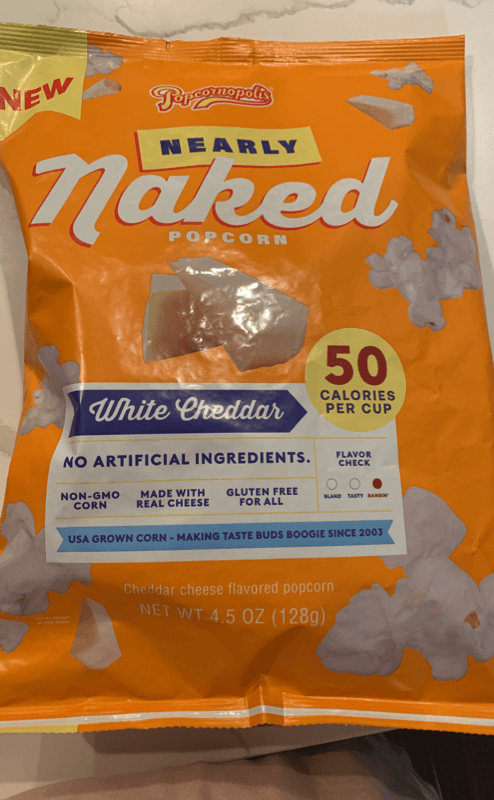 NEW
Popcornopolis
NEARLY
Naked
POPCORN
50
CALORIES
PER CUP
White Cheddar
NO ARTIFICIAL INGREDIENTS.
FLAVOR
CHECK
NON-GMO
CORN
MADE WITH
REAL CHEESE
GLUTEN FREE
FOR ALL
BLAND TASTY BANGIN'
USA GROWN CORN - MAKING TASTE BUDS BOOGIE SINCE 2003
Cheddar cheese flavored popcorn
NET WT 4.5 OZ (128g)